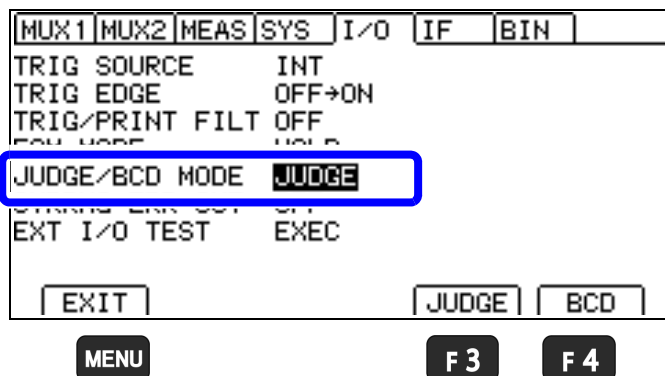 MUX1 MUX2 MEAS SYS I/O IF BIN
TRIG SOURCE INT
TRIG EDGE OFF→ON
TRIG/PRINT FILT OFF
JUDGE/BCD MODE JUDGE
EXT I/O TEST EXEC
EXIT JUDGE BCD
MENU F3 F4